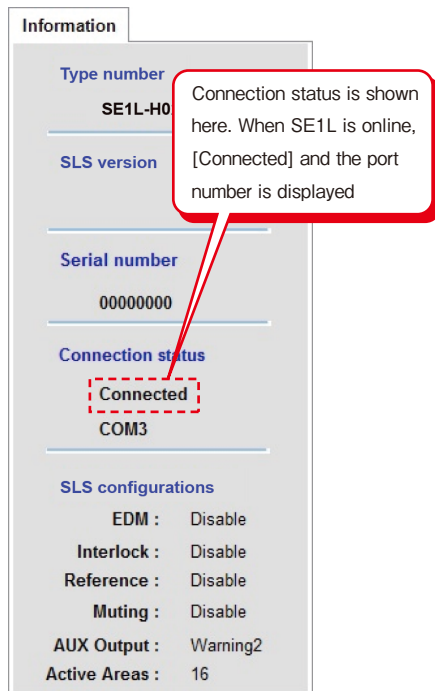 Information
Type number
SE1L-H0
Connection status is shown
here. When SE1L is online,
[Connected] and the port
number is displayed
SLS version
Serial number
00000000
Connection status
Connected
COM3
SLS configurations
EDM : Disable
Interlock : Disable
Reference : Disable
Muting : Disable
AUX Output : Warning2
Active Areas : 16